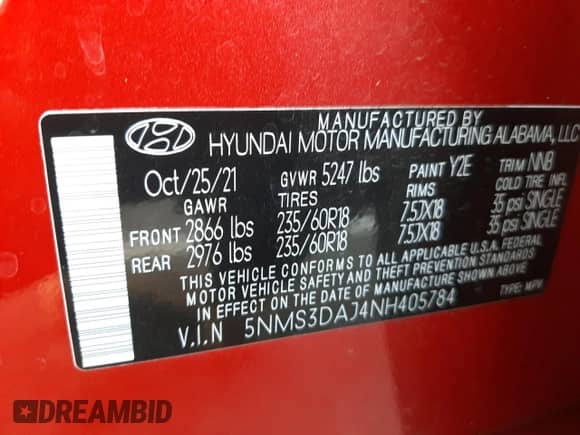 MANUFACTURED BY
HYUNDAI MOTOR MANUFACTURING ALABAMA, LLC
Oct/25/21 GVWR 5247 lbs PAINT Y2E TRIM NNB
GAWR TIRES RIMS COLD TIRE INFL
FRONT 2866 lbs 235/60R18 7.5JX18 35 psi SINGLE
REAR 2976 lbs 235/60R18 7.5JX18 35 psi SINGLE
THIS VEHICLE CONFORMS TO ALL APPLICABLE U.S.A. FEDERAL
MOTOR VEHICLE SAFETY AND THEFT PREVENTION STANDARDS
IN EFFECT ON THE DATE OF MANUFACTURE SHOWN ABOVE.
V.I.N 5NMS3DAJ4NH405784 TYPE: MPV
DREAMBID